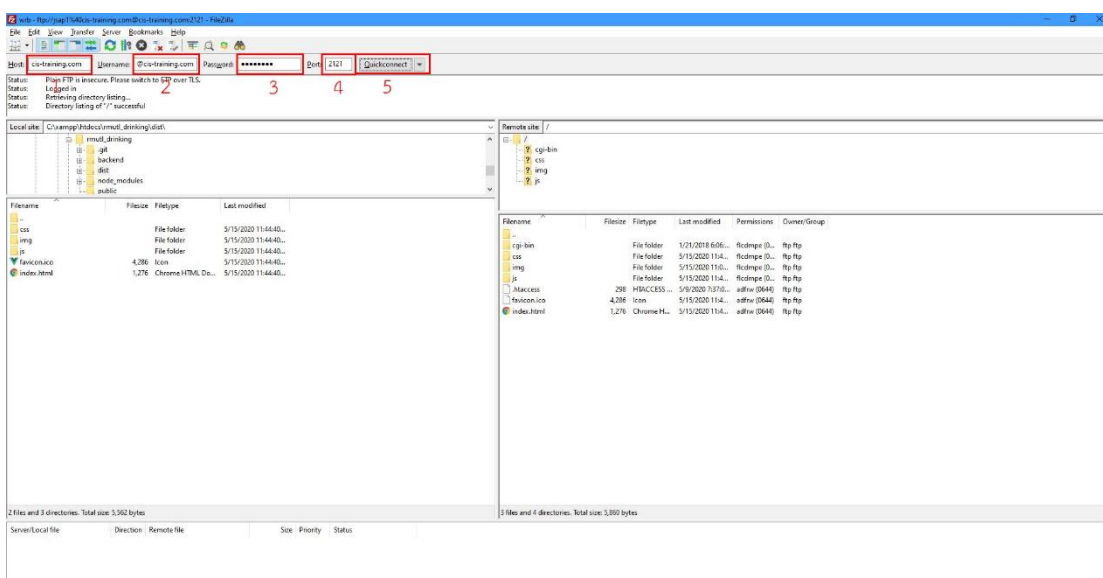 wrb - ftp://jsap1%40cis-training.com@cis-training.com:2121 - FileZilla
File Edit View Transfer Server Bookmarks Help
Host: cis-training.com Username: @cis-training.com Password: •••••••• Port: 2121 Quickconnect
1 2 3 4 5
Status: Plain FTP is insecure. Please switch to FTP over TLS.
Status: Logged in
Status: Retrieving directory listing...
Status: Directory listing of "/" successful
Local site: C:\xampp\htdocs\rmutl_drinking\dist\
rmutl_drinking
.git
backend
dist
node_modules
public
Filename Filesize Filetype Last modified
..
css File folder 5/15/2020 11:44:40...
img File folder 5/15/2020 11:44:40...
js File folder 5/15/2020 11:44:40...
favicon.ico 4,286 Icon 5/15/2020 11:44:40...
index.html 1,276 Chrome HTML Do... 5/15/2020 11:44:40...
2 files and 3 directories. Total size: 5,562 bytes
Remote site: /
/
cgi-bin
css
img
js
Filename Filesize Filetype Last modified Permissions Owner/Group
..
cgi-bin File folder 1/21/2018 6:06:... flcdmpe (0... ftp ftp
css File folder 5/15/2020 11:4... flcdmpe (0... ftp ftp
img File folder 5/15/2020 11:0... flcdmpe (0... ftp ftp
js File folder 5/15/2020 11:4... flcdmpe (0... ftp ftp
.htaccess 298 HTACCESS ... 5/9/2020 7:37:0... adfrw (0644) ftp ftp
favicon.ico 4,286 Icon 5/15/2020 11:4... adfrw (0644) ftp ftp
index.html 1,276 Chrome H... 5/15/2020 11:4... adfrw (0644) ftp ftp
3 files and 4 directories. Total size: 5,860 bytes
Server/Local file Direction Remote file Size Priority Status